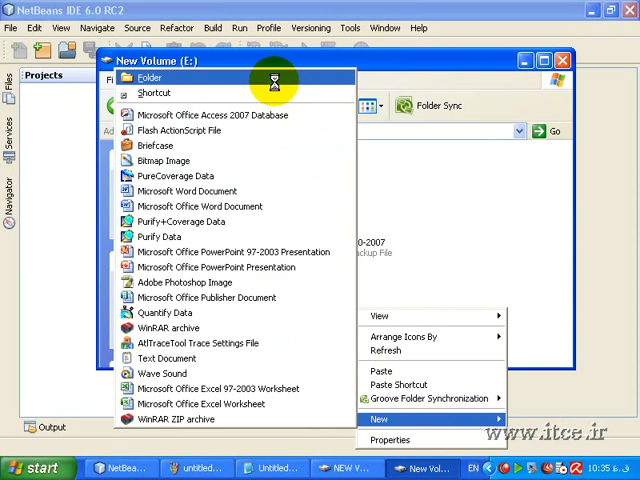 NetBeans IDE 6.0 RC2
File Edit View Navigate Source Refactor Build Run Profile Versioning Tools Window Help
Projects
Files
Services
Navigator
New Volume (E:)
Folder
Shortcut
Microsoft Office Access 2007 Database
Flash ActionScript File
Briefcase
Bitmap Image
PureCoverage Data
Microsoft Word Document
Microsoft Office Word Document
Purify+Coverage Data
Purify Data
Microsoft Office PowerPoint 97-2003 Presentation
Microsoft Office PowerPoint Presentation
Adobe Photoshop Image
Microsoft Office Publisher Document
Quantify Data
WinRAR archive
AtlTraceTool Trace Settings File
Text Document
Wave Sound
Microsoft Office Excel 97-2003 Worksheet
Microsoft Office Excel Worksheet
WinRAR ZIP archive
Folder Sync
Go
0-2007
ackup File
View
Arrange Icons By
Refresh
Paste
Paste Shortcut
Groove Folder Synchronization
New
Properties
www.itce.ir
Output
start
NetBean...
untitled...
Untitled...
NEW V...
New Vol...
EN
10:35 ق.ظ